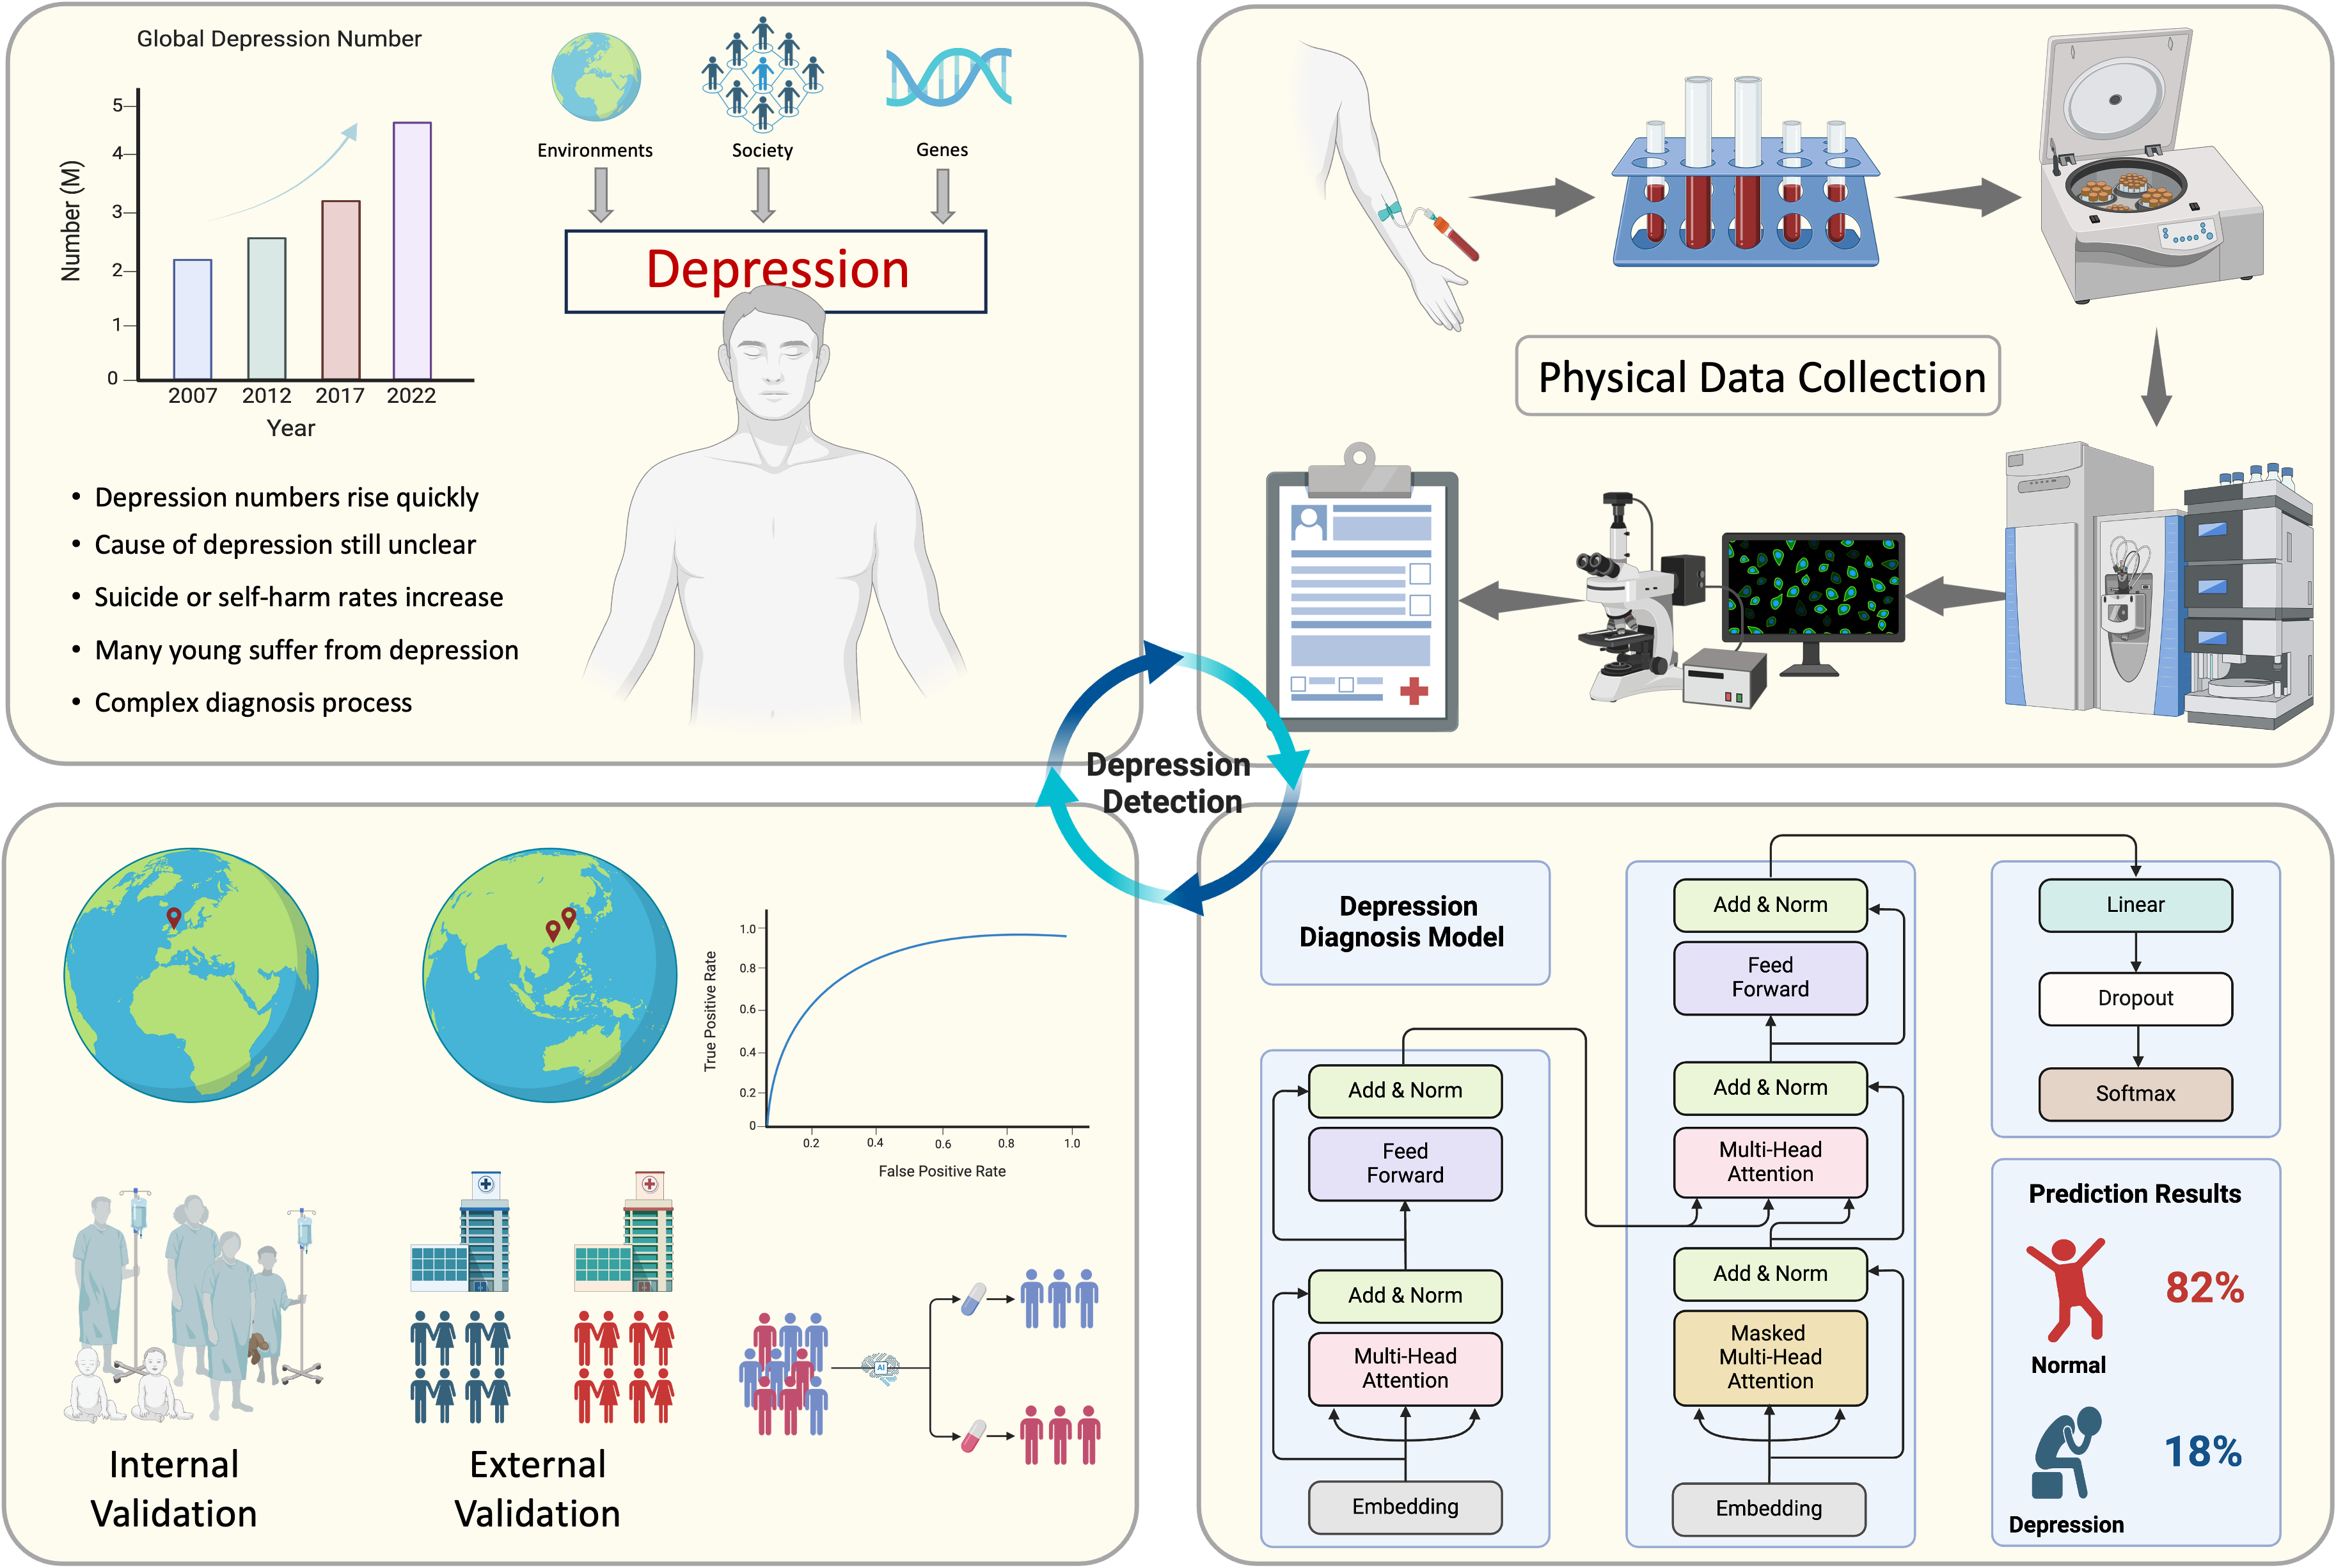 Global Depression Number
Number (M)
5
4
3
2
1
0
2007 2012 2017 2022
Year
Environments
Society
Genes
Depression
• Depression numbers rise quickly
• Cause of depression still unclear
• Suicide or self-harm rates increase
• Many young suffer from depression
• Complex diagnosis process
Physical Data Collection
Depression
Detection
Internal
Validation
External
Validation
True Positive Rate
1.0
0.8
0.6
0.4
0.2
0
0.2 0.4 0.6 0.8 1.0
False Positive Rate
AI
Depression
Diagnosis Model
Add & Norm
Feed
Forward
Add & Norm
Multi-Head
Attention
Embedding
Add & Norm
Feed
Forward
Add & Norm
Multi-Head
Attention
Add & Norm
Masked
Multi-Head
Attention
Embedding
Linear
Dropout
Softmax
Prediction Results
82%
Normal
18%
Depression